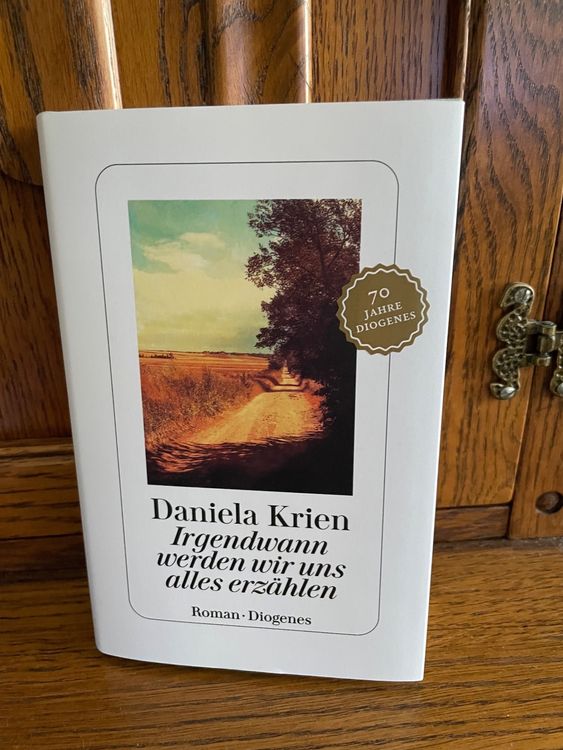 70
JAHRE
DIOGENES
Daniela Krien
Irgendwann
werden wir uns
alles erzählen
Roman · Diogenes